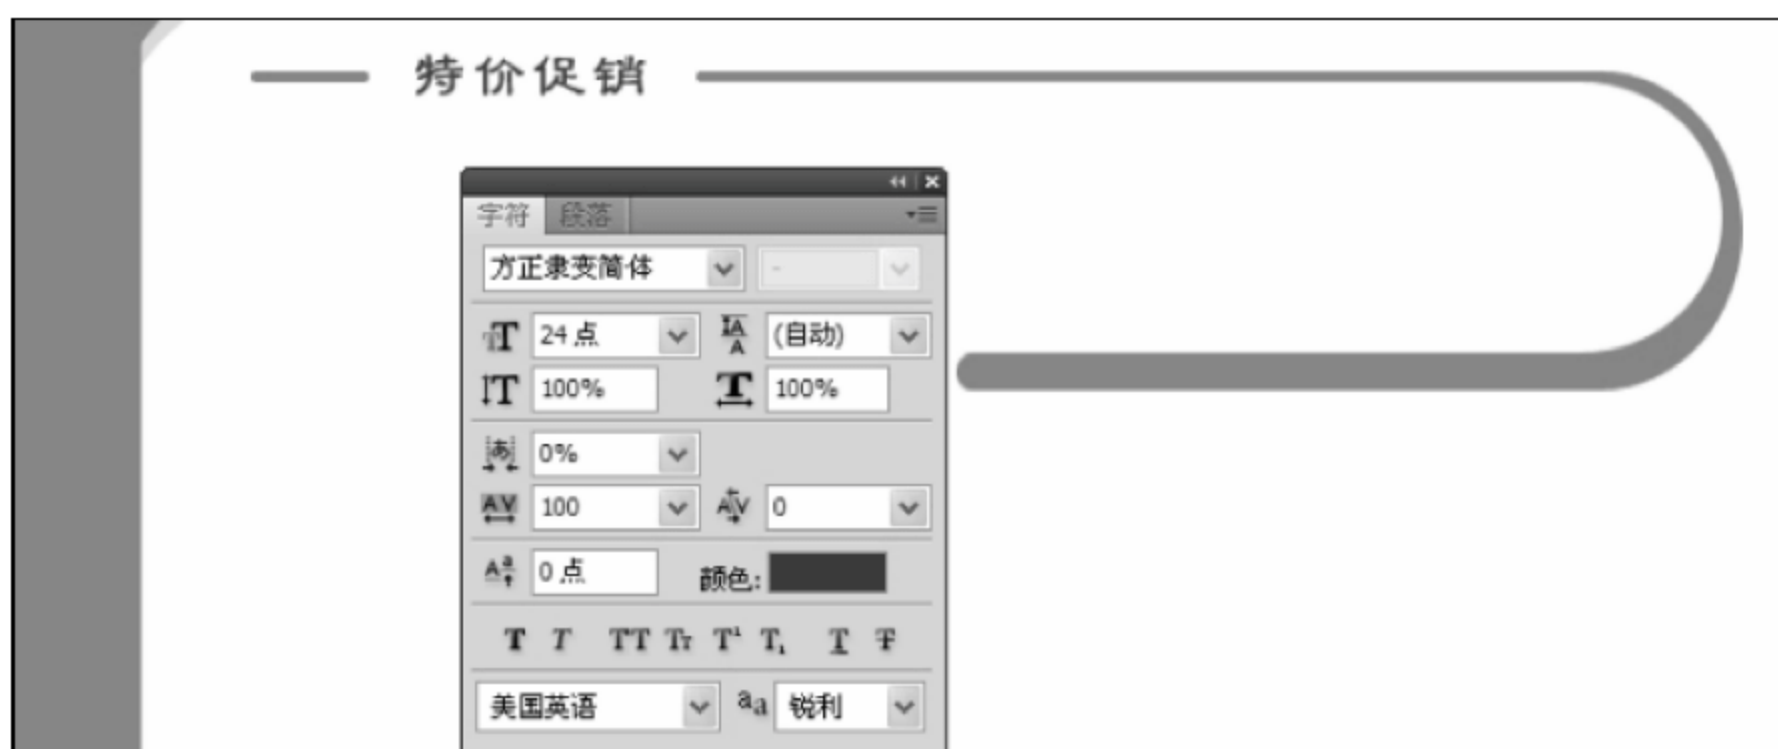 特价促销
字符 段落
方正隶变简体 -
24 点 (自动)
100% 100%
0%
100 0
0 点 颜色:
美国英语 锐利